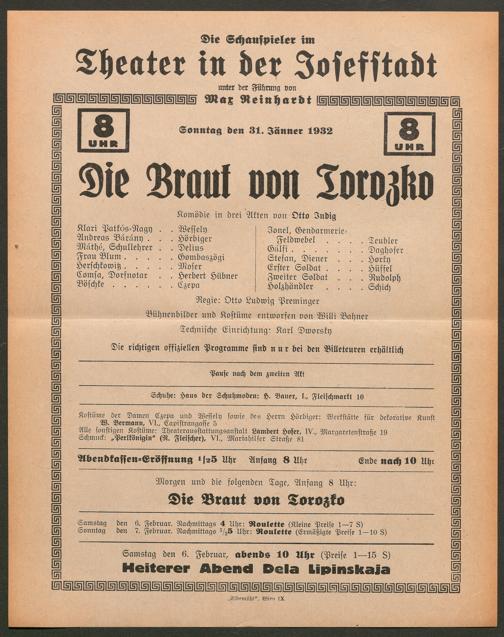 Die Schauspieler im
Theater in der Josefstadt
unter der Führung von
Max Reinhardt
8 UHR
Sonntag den 31. Jänner 1932
8 UHR
Die Braut von Torozko
Komödie in drei Akten von Otto Indig
Klari Patkós-Nagy . . Wessely
Andreas Bárány . . . Hörbiger
Máthé, Schullehrer . . Delius
Frau Blum . . . . Gombaszögi
Herschkowitz . . . . Moser
Comsa, Dorfnotar . . Herbert Hübner
Böschke . . . . Czepa
Jonel, Gendarmerie-
Feldwebel . . . . Teubler
Gálfi . . . . . Daghofer
Stefan, Diener . . . Horty
Erster Soldat . . . . Hüffel
Zweiter Soldat . . . Rudolph
Holzhändler . . . . Schich
Regie: Otto Ludwig Preminger
Bühnenbilder und Kostüme entworfen von Willi Bahner
Technische Einrichtung: Karl Dworsky
Die richtigen offiziellen Programme sind nur bei den Billeteuren erhältlich
Pause nach dem zweiten Akt
Schuhe: Haus der Schuhmoden: H. Bauer, I., Fleischmarkt 10
Kostüme der Damen Czepa und Wessely sowie des Herrn Hörbiger: Werkstätte für dekorative Kunst
W. Bermann, VI., Capistrangasse 5
Alle sonstigen Kostüme: Theaterausstattungsanstalt Lambert Hofer, IV., Margaretenstraße 19
Schmuck: „Perlkönigin" (R. Fleischer), VI., Mariahilfer Straße 81
Abendkassen-Eröffnung 1/25 Uhr Anfang 8 Uhr Ende nach 10 Uhr
Morgen und die folgenden Tage, Anfang 8 Uhr:
Die Braut von Torozko
Samstag den 6. Februar, Nachmittags 4 Uhr: Roulette (Kleine Preise 1—7 S)
Sonntag den 7. Februar, Nachmittags 1/25 Uhr: Roulette (Ermäßigte Preise 1—10 S)
Samstag den 6. Februar, abends 10 Uhr (Preise 1—15 S)
Heiterer Abend Dela Lipinskaja
„Elbemühl", Wien IX.